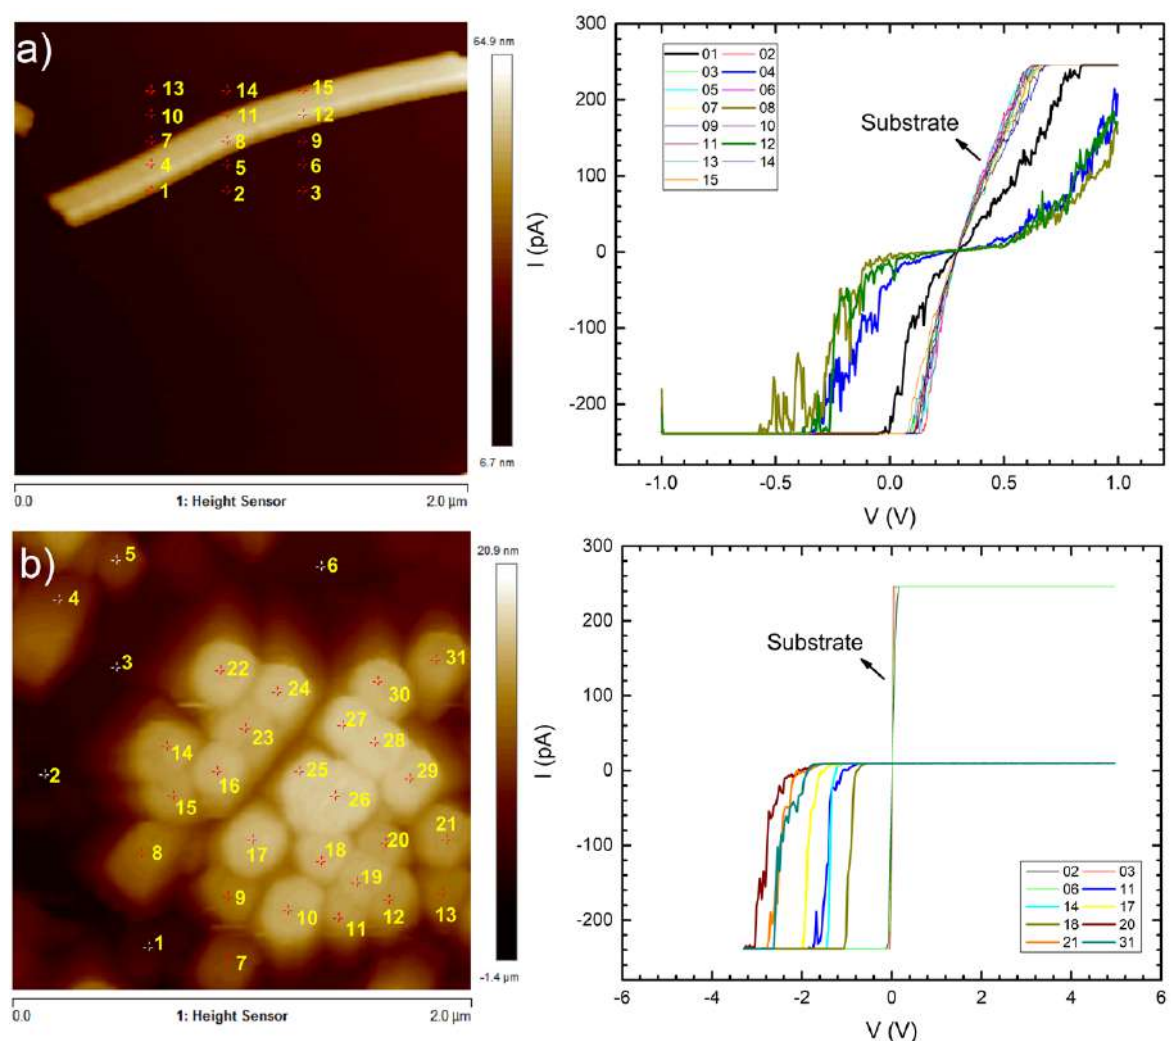 a)
64.9 nm
13 14 15
10 11 12
7 8 9
4 5 6
1 2 3
6.7 nm
0.0 1: Height Sensor 2.0 µm
300
200
100
0
-100
-200
I (pA)
01 02
03 04
05 06
07 08
09 10
11 12
13 14
15
Substrate
-1.0 -0.5 0.0 0.5 1.0
V (V)
b)
20.9 nm
5
6
4
3
31
22
24
30
27
23
28
14
2
16
25
29
15
26
21
20
8
17
18
19
9
10
12
13
11
1
7
-1.4 µm
0.0 1: Height Sensor 2.0 µm
300
200
100
0
-100
-200
I (pA)
Substrate
02 03
06 11
14 17
18 20
21 31
-6 -4 -2 0 2 4 6
V (V)